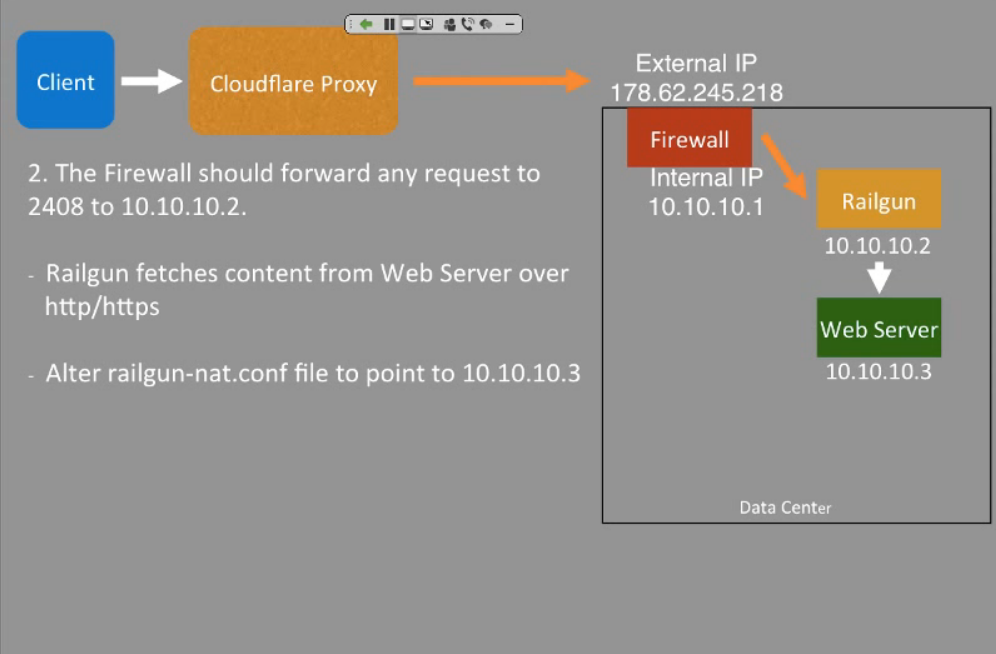 Client
Cloudflare Proxy
External IP
178.62.245.218
Firewall
Internal IP
10.10.10.1
Railgun
10.10.10.2
Web Server
10.10.10.3
Data Center
2. The Firewall should forward any request to
2408 to 10.10.10.2.
- Railgun fetches content from Web Server over
http/https
- Alter railgun-nat.conf file to point to 10.10.10.3